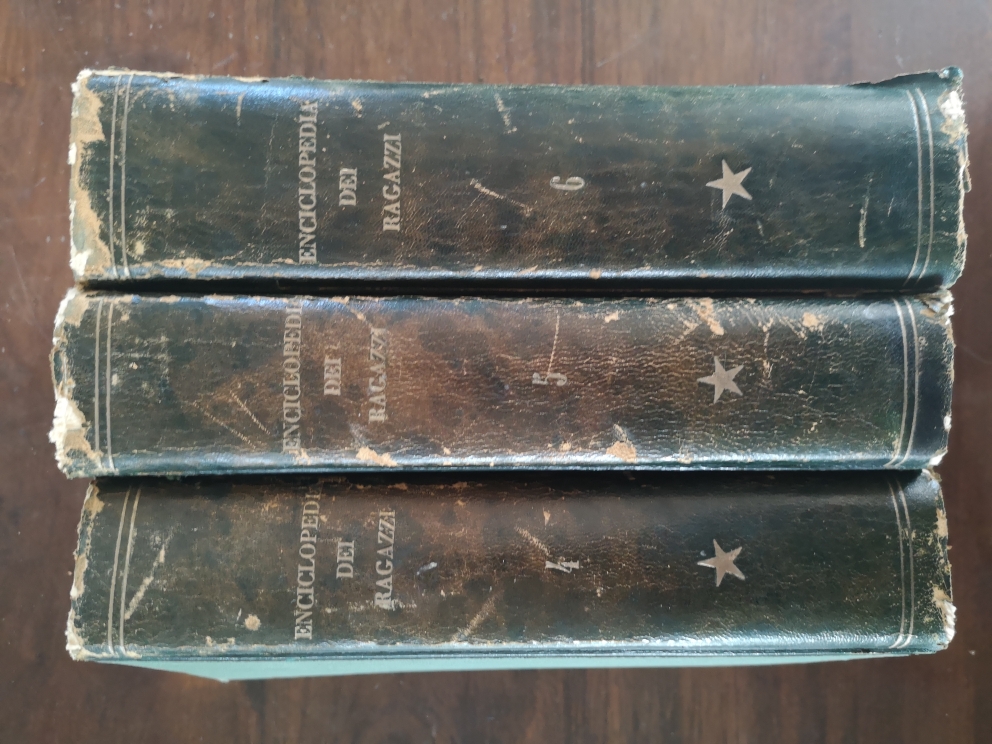 ENCICLOPEDIA
DEI
RAGAZZI
6
ENCICLOPEDIA
DEI
RAGAZZI
5
ENCICLOPEDIA
DEI
RAGAZZI
4